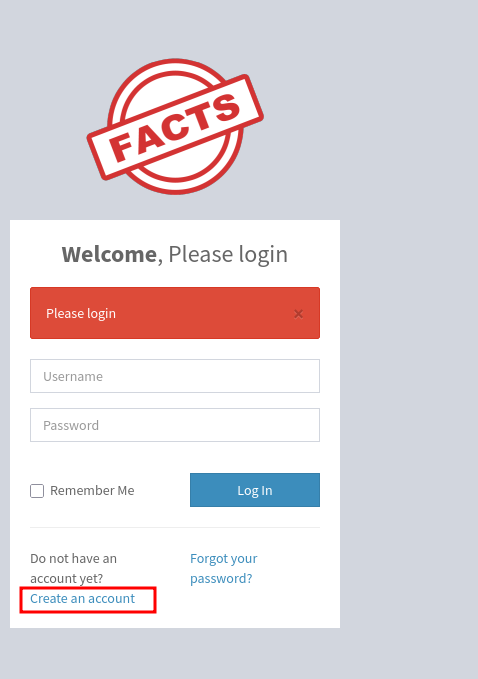 FACTS
Welcome, Please login
Please login ×
Username
Password
Remember Me Log In
Do not have an
account yet?
Create an account
Forgot your
password?